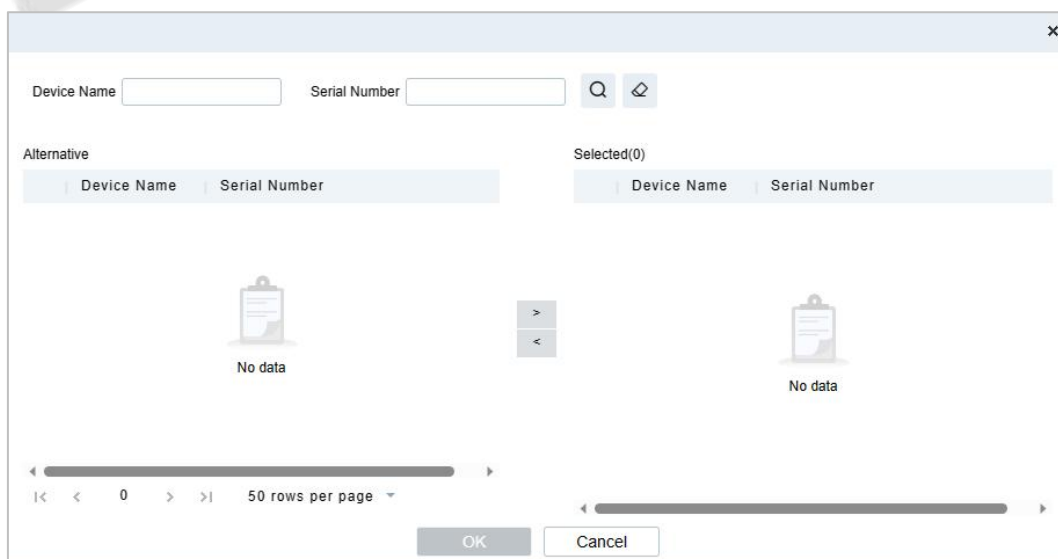 ×
Device Name Serial Number
Alternative
Device Name Serial Number
No data
Selected(0)
Device Name Serial Number
No data
>
<
|< < 0 > >| 50 rows per page
OK Cancel